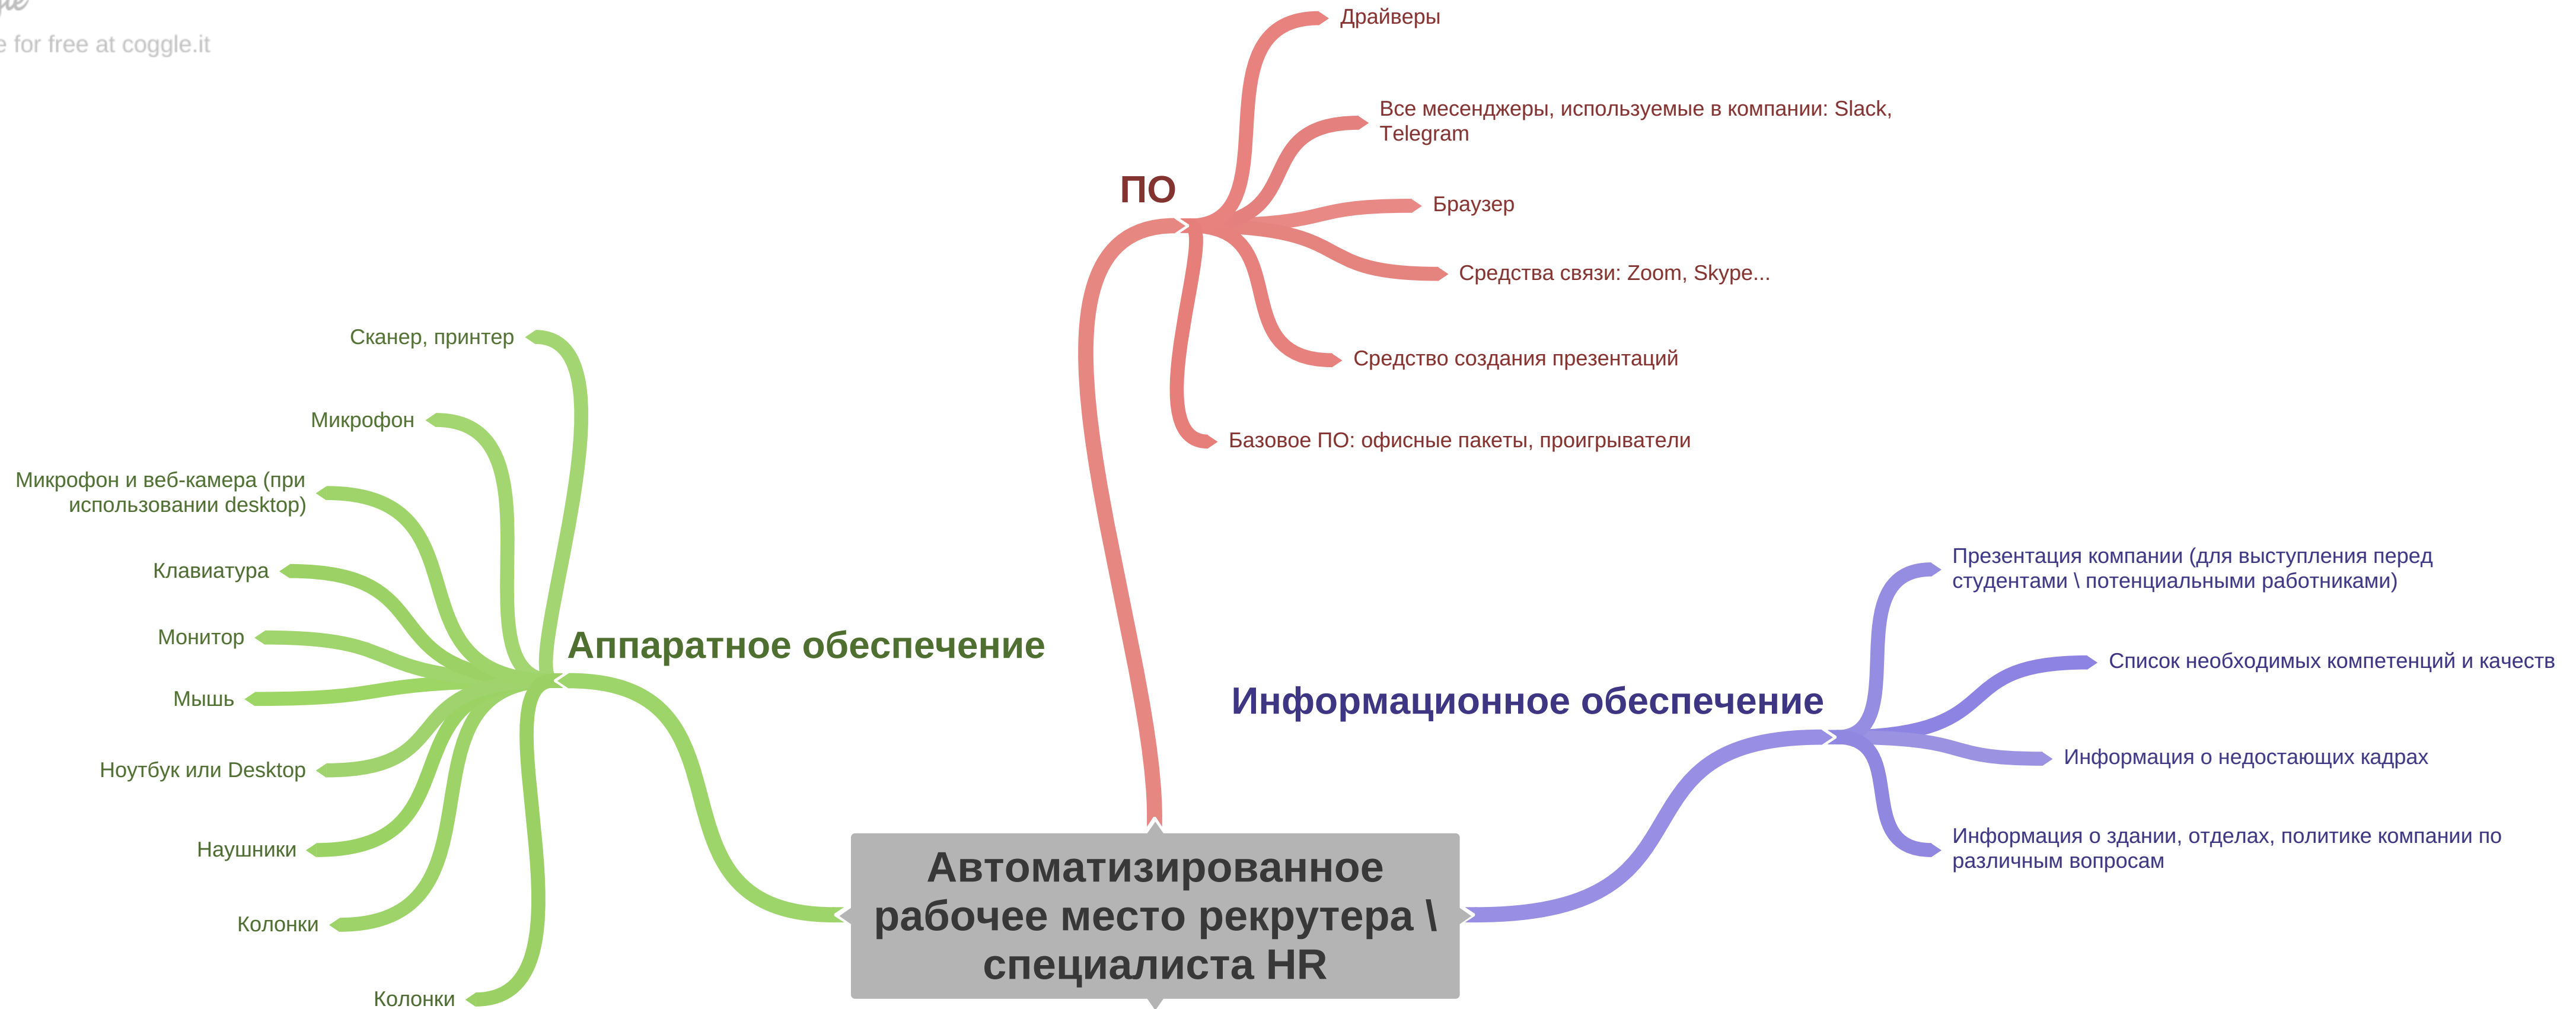 e for free at coggle.it
Драйверы
Все месенджеры, используемые в компании: Slack,
Telegram
ПО
Браузер
Средства связи: Zoom, Skype...
Средство создания презентаций
Базовое ПО: офисные пакеты, проигрыватели
Сканер, принтер
Микрофон
Микрофон и веб-камера (при
использовании desktop)
Клавиатура
Монитор
Мышь
Ноутбук или Desktop
Наушники
Колонки
Колонки
Аппаратное обеспечение
Информационное обеспечение
Презентация компании (для выступления перед
студентами \ потенциальными работниками)
Список необходимых компетенций и качеств
Информация о недостающих кадрах
Информация о здании, отделах, политике компании по
различным вопросам
Автоматизированное
рабочее место рекрутера \
специалиста HR